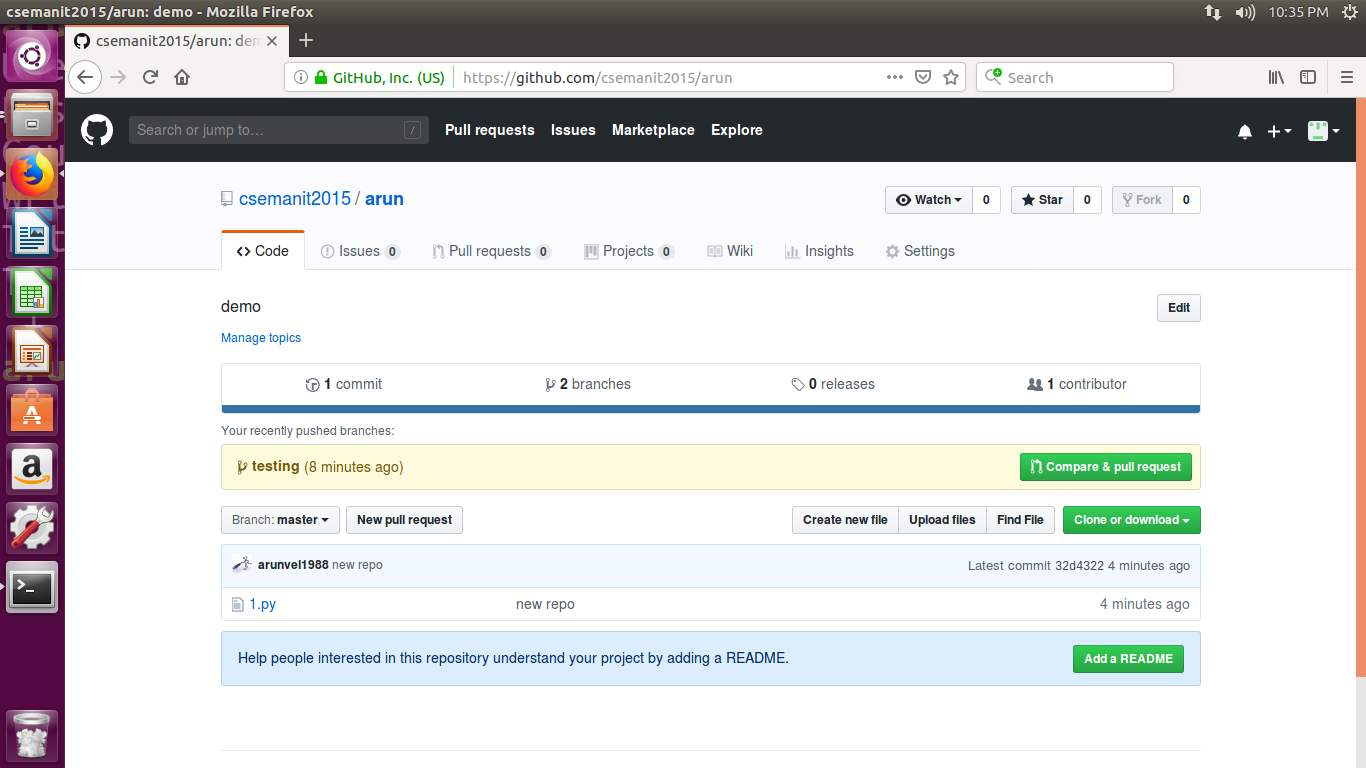 csemanit2015/arun: demo - Mozilla Firefox
10:35 PM
csemanit2015/arun: dem
GitHub, Inc. (US)
https://github.com/csemanit2015/arun
Search
Search or jump to…
/
Pull requests
Issues
Marketplace
Explore
csemanit2015 / arun
Watch 0
Star 0
Fork 0
Code
Issues 0
Pull requests 0
Projects 0
Wiki
Insights
Settings
demo
Edit
Manage topics
1 commit
2 branches
0 releases
1 contributor
Your recently pushed branches:
testing (8 minutes ago)
Compare & pull request
Branch: master
New pull request
Create new file
Upload files
Find File
Clone or download
arunvel1988 new repo
Latest commit 32d4322 4 minutes ago
1.py
new repo
4 minutes ago
Help people interested in this repository understand your project by adding a README.
Add a README